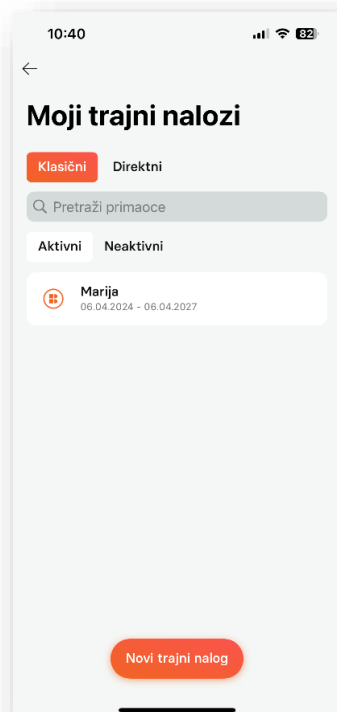 10:40
82
Moji trajni nalozi
Klasični Direktni
Pretraži primaoce
Aktivni Neaktivni
Marija
06.04.2024 - 06.04.2027
Novi trajni nalog